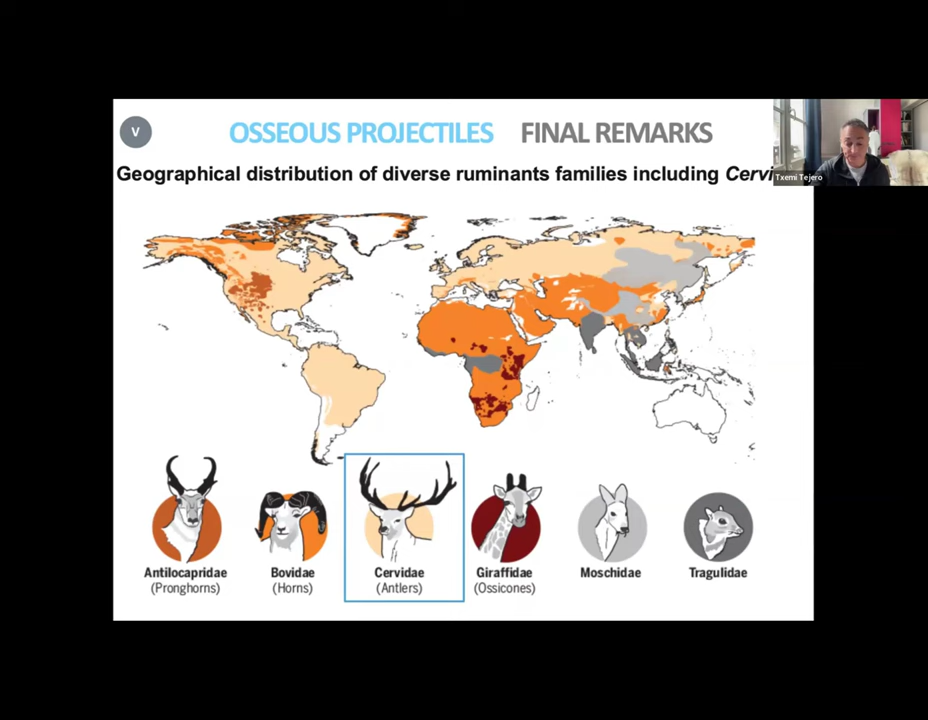 V
OSSEOUS PROJECTILES FINAL REMARKS
Geographical distribution of diverse ruminants families including
Txemi Tejero
Antilocapridae Bovidae Cervidae Giraffidae Moschidae Tragulidae
(Pronghorns) (Horns) (Antlers) (Ossicones)